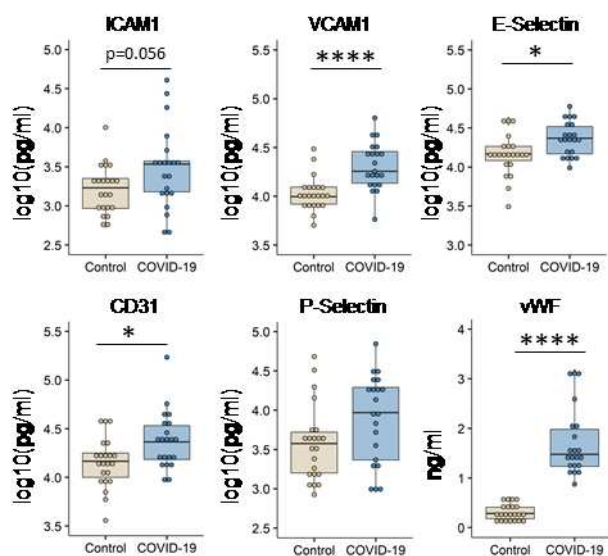 ICAM1
VCAM1
E-Selectin
p=0.056
****
*
log10(pg/ml)
5.0
4.5
4.0
3.5
3.0
2.5
log10(pg/ml)
5.5
5.0
4.5
4.0
3.5
log10(pg/ml)
5.5
5.0
4.5
4.0
3.5
3.0
Control COVID-19
Control COVID-19
Control COVID-19
CD31
P-Selectin
vWF
*
****
log10(pg/ml)
5.5
5.0
4.5
4.0
3.5
log10(pg/ml)
5.0
4.5
4.0
3.5
3.0
2.5
ng/ml
4
3
2
1
0
Control COVID-19
Control COVID-19
Control COVID-19